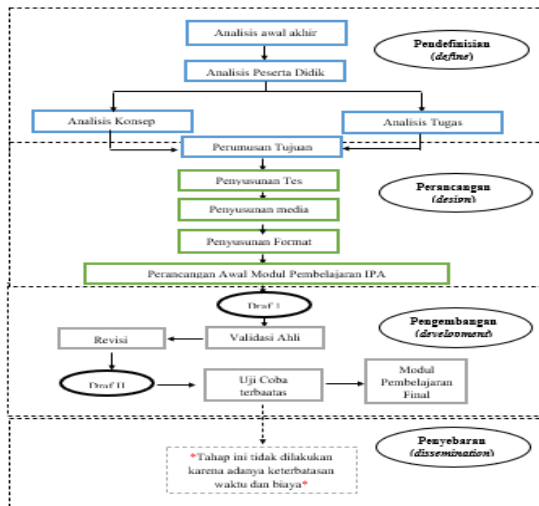 Analisis awal akhir
Pendefinisian
(define)
Analisis Peserta Didik
Analisis Konsep
Analisis Tugas
Perumusan Tujuan
Penyusunan Tes
Perancangan
(design)
Penyusunan media
Penyusunan Format
Perancangan Awal Modul Pembelajaran IPA
Draf I
Pengembangan
(development)
Revisi
Validasi Ahli
Draf II
Uji Coba
terbaatas
Modul
Pembelajaran
Final
Penyebaran
(dissemination)
*Tahap ini tidak dilakukan
karena adanya keterbatasan
waktu dan biaya*